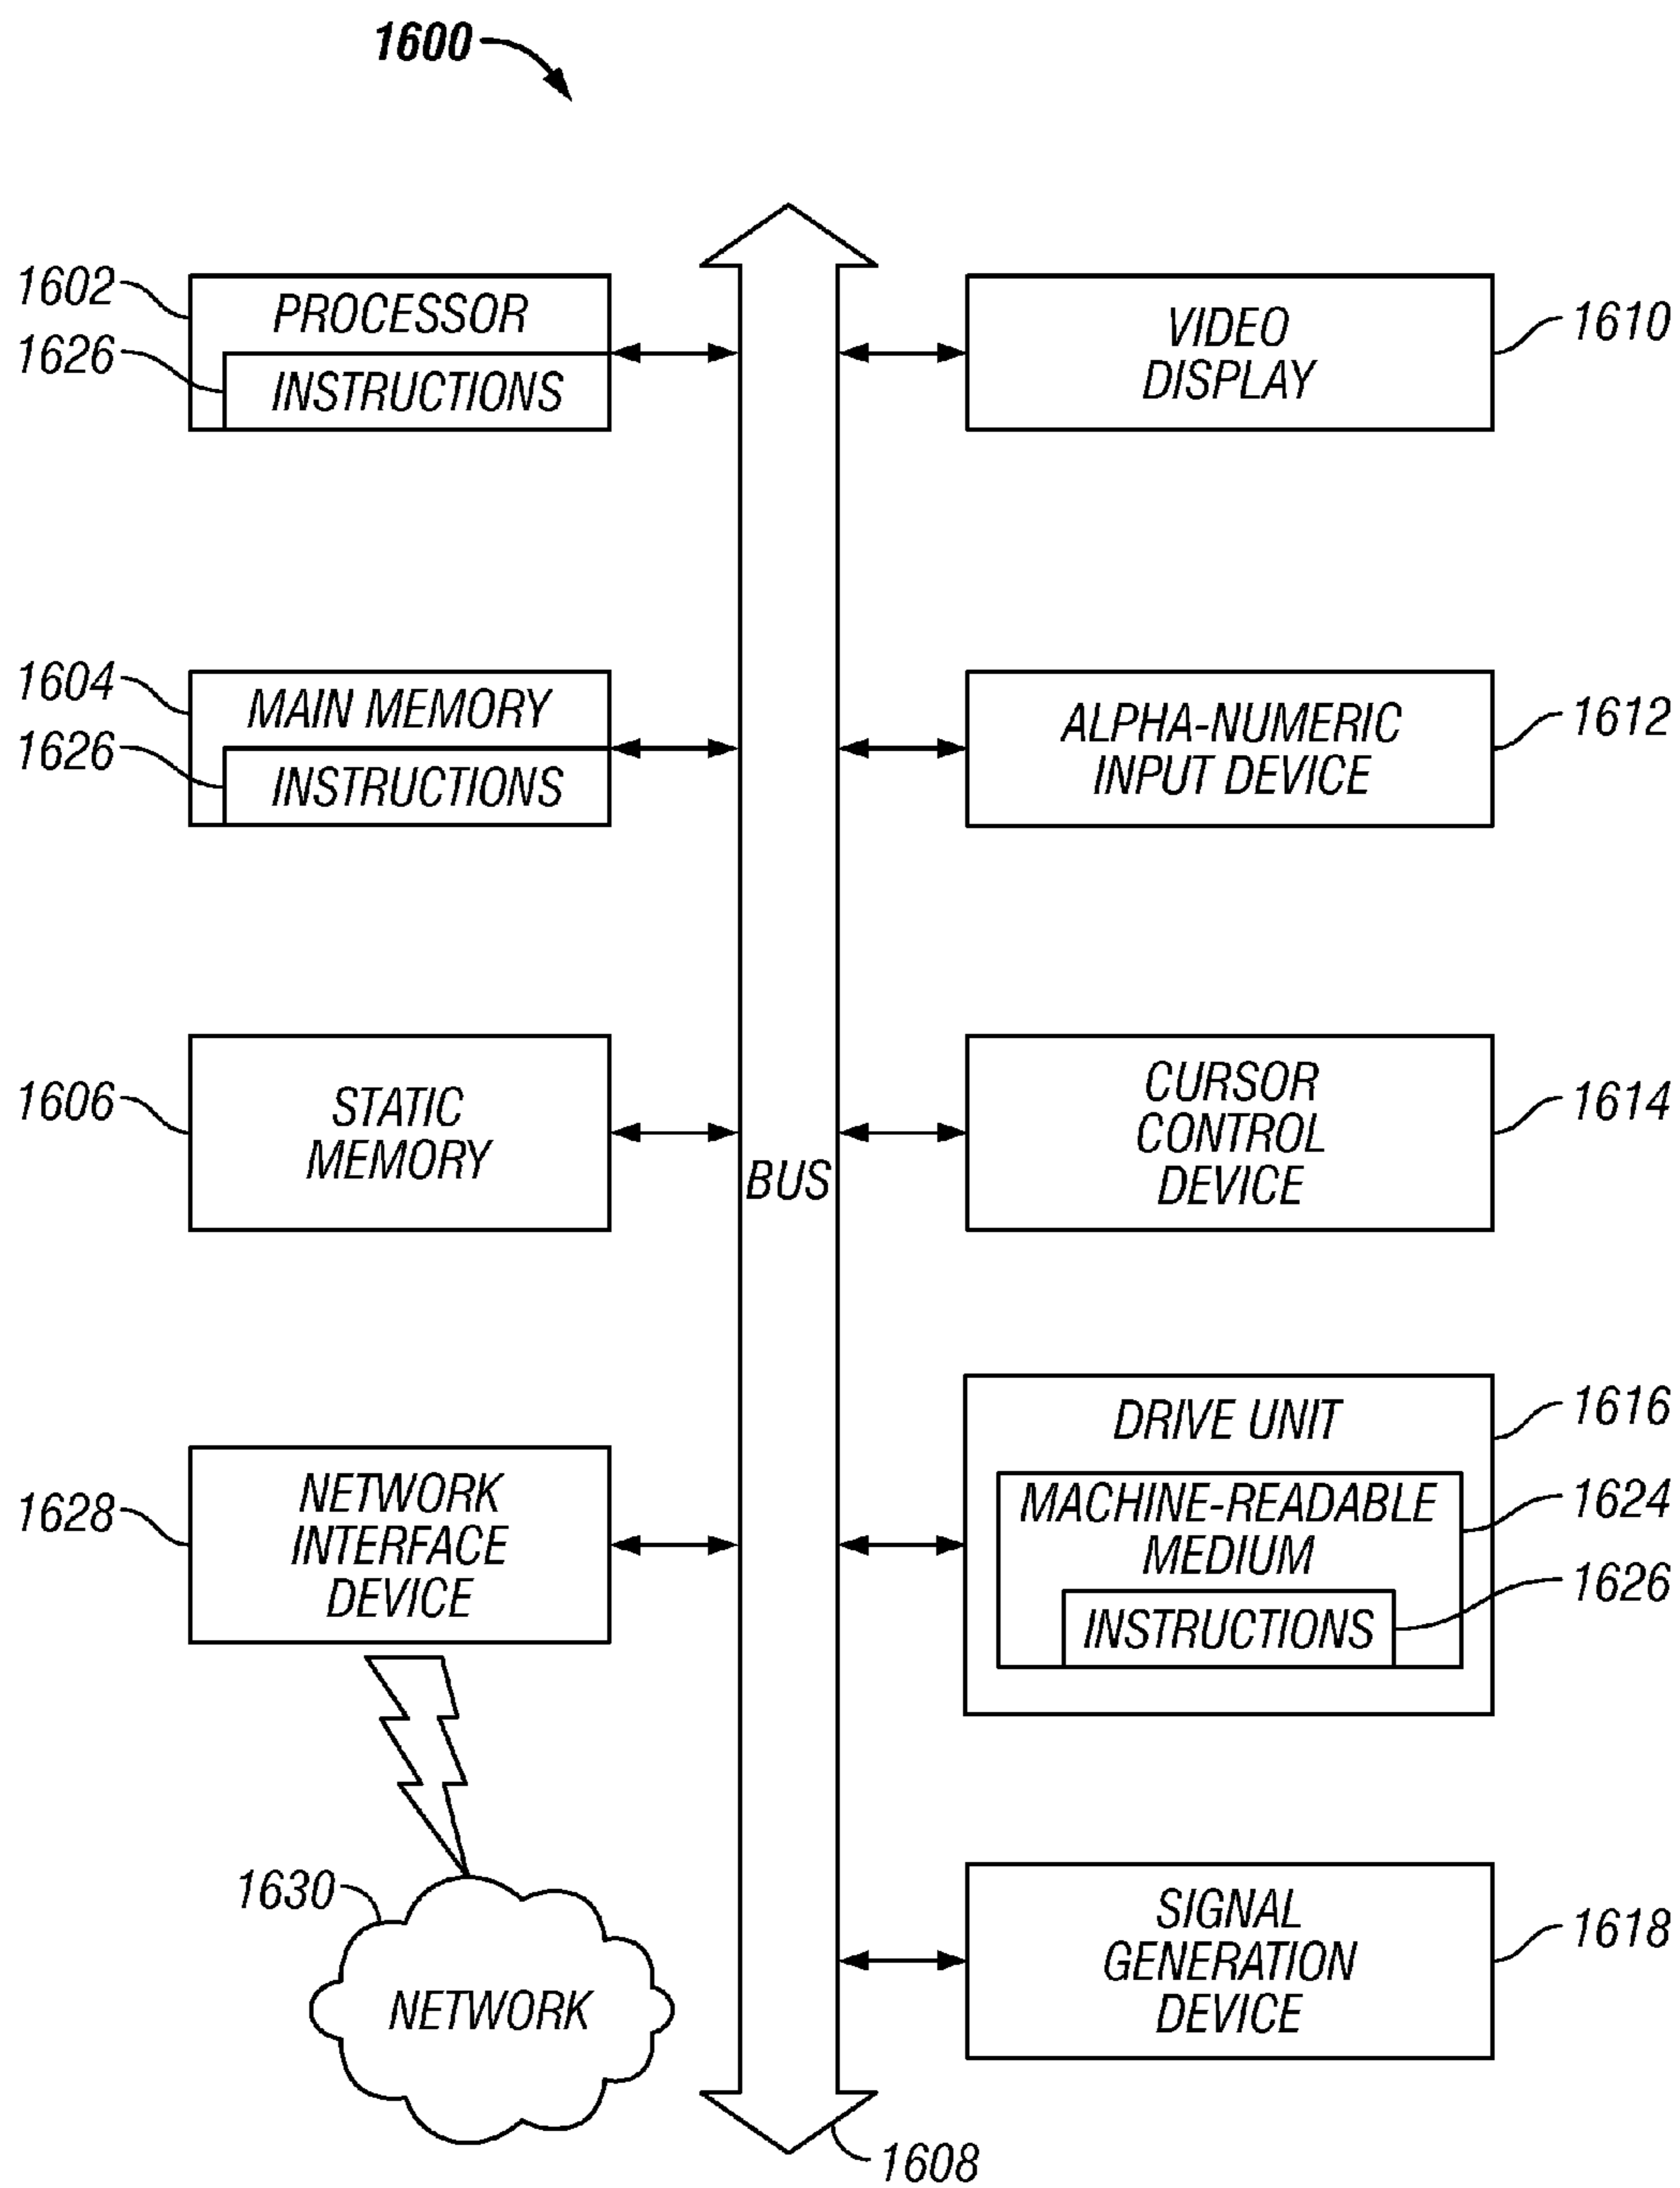 1600
1602
PROCESSOR
1626
INSTRUCTIONS
1604
MAIN MEMORY
1626
INSTRUCTIONS
1606
STATIC
MEMORY
1628
NETWORK
INTERFACE
DEVICE
1630
NETWORK
BUS
1608
VIDEO
DISPLAY
1610
ALPHA-NUMERIC
INPUT DEVICE
1612
CURSOR
CONTROL
DEVICE
1614
DRIVE UNIT
1616
MACHINE-READABLE
MEDIUM
1624
INSTRUCTIONS
1626
SIGNAL
GENERATION
DEVICE
1618